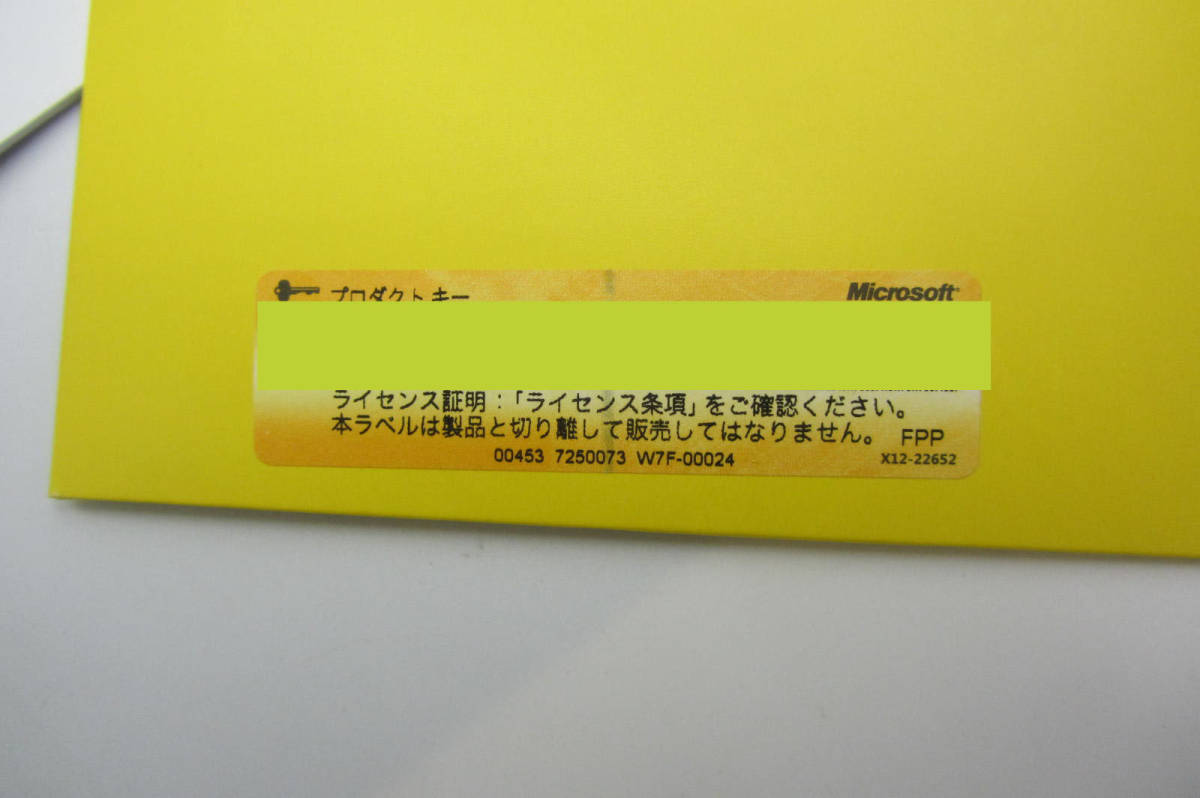 プロダクト キー Microsoft
ライセンス証明：「ライセンス条項」をご確認ください。
本ラベルは製品と切り離して販売してはなりません。 FPP
00453 7250073 W7F-00024 X12-22652